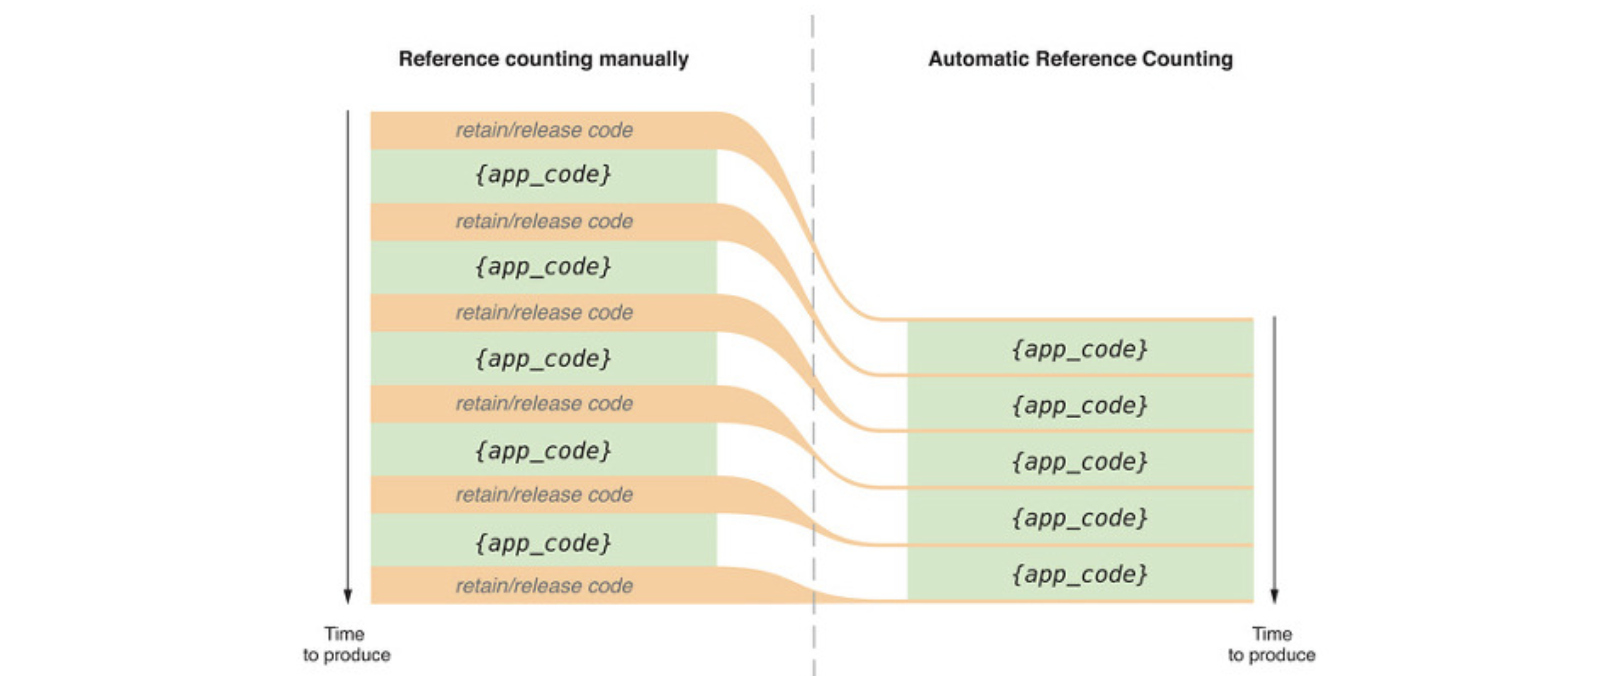 Reference counting manually
Automatic Reference Counting
retain/release code
{app_code}
retain/release code
{app_code}
retain/release code
{app_code}
retain/release code
{app_code}
retain/release code
{app_code}
retain/release code
Time
to produce
{app_code}
{app_code}
{app_code}
{app_code}
{app_code}
Time
to produce